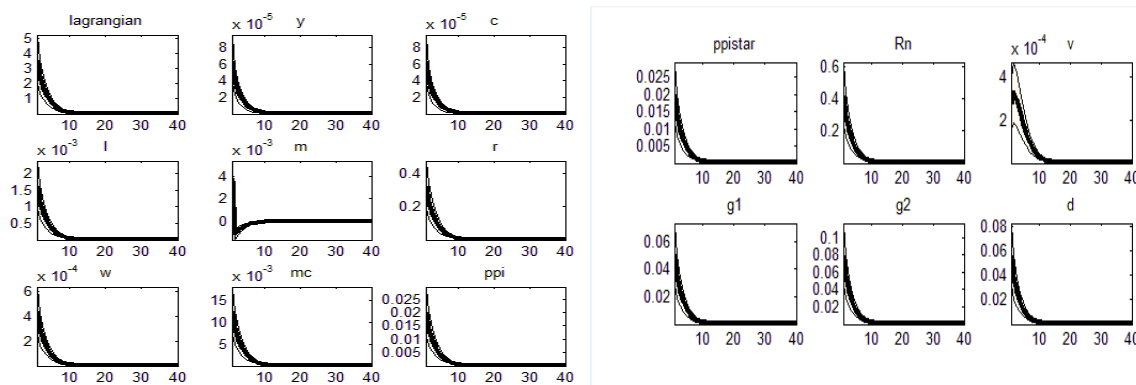 lagrangian
5
4
3
2
1
10 20 30 40
x 10⁻⁵ y
8
6
4
2
10 20 30 40
x 10⁻⁵ c
8
6
4
2
10 20 30 40
x 10⁻³ l
2
1.5
1
0.5
10 20 30 40
x 10⁻³ m
4
2
0
10 20 30 40
r
0.4
0.2
10 20 30 40
x 10⁻⁴ w
6
4
2
10 20 30 40
x 10⁻³ mc
15
10
5
10 20 30 40
ppi
0.025
0.02
0.015
0.01
0.005
10 20 30 40
ppistar
0.025
0.02
0.015
0.01
0.005
10 20 30 40
Rn
0.6
0.4
0.2
10 20 30 40
x 10⁻⁴ v
4
2
10 20 30 40
g1
0.06
0.04
0.02
10 20 30 40
g2
0.1
0.08
0.06
0.04
0.02
10 20 30 40
d
0.08
0.06
0.04
0.02
10 20 30 40